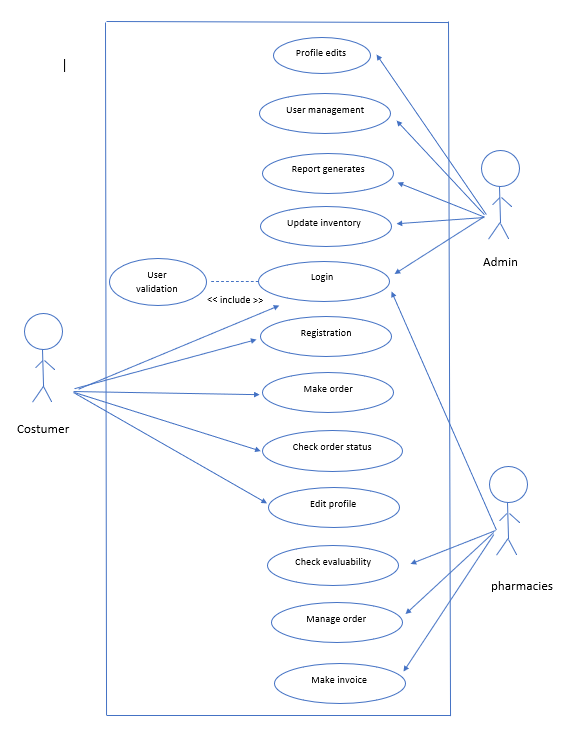 Profile edits
User management
Report generates
Update inventory
Admin
User
validation
Login
<< include >>
Registration
Make order
Costumer
Check order status
Edit profile
Check evaluability
pharmacies
Manage order
Make invoice